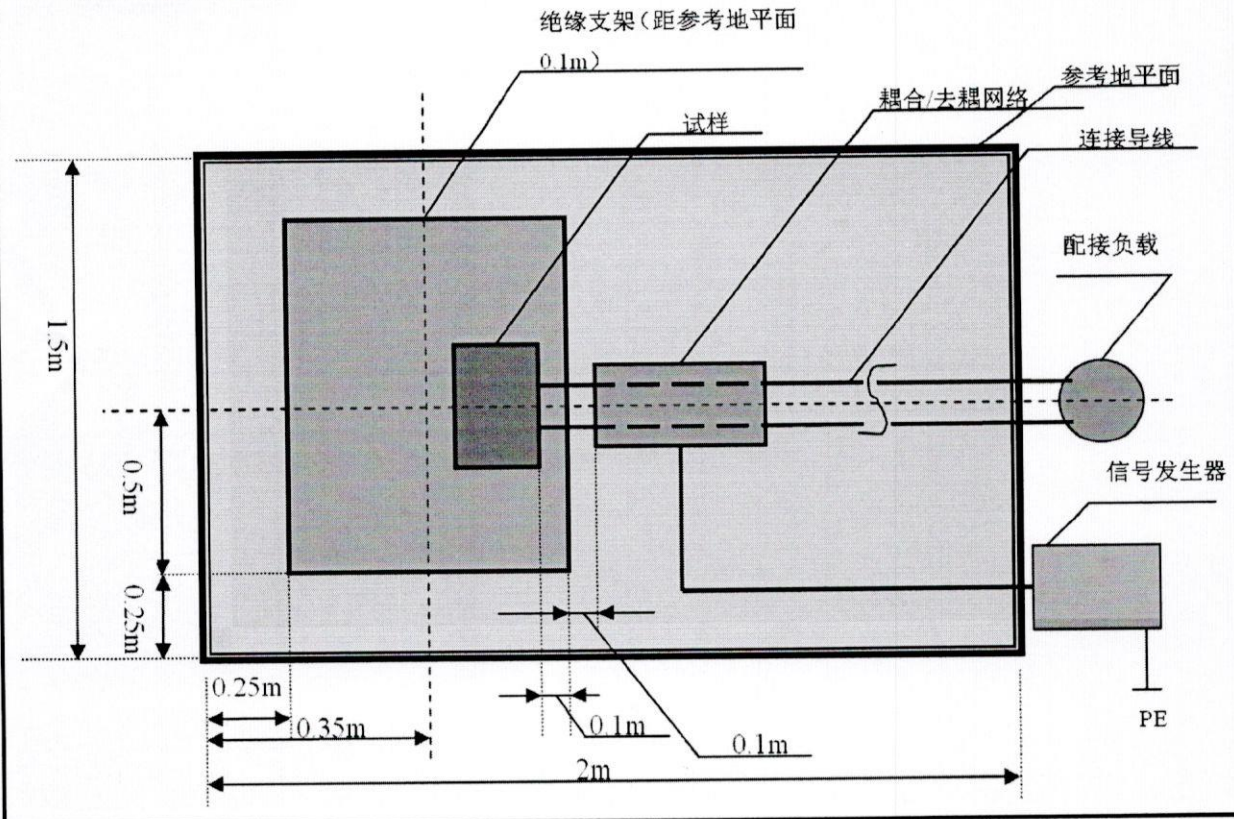 绝缘支架（距参考地平面
0.1m）
参考地平面
耦合/去耦网络
试样
连接导线
配接负载
1.5m
0.5m
信号发生器
0.25m
0.25m
0.35m
0.1m
0.1m
PE
2m